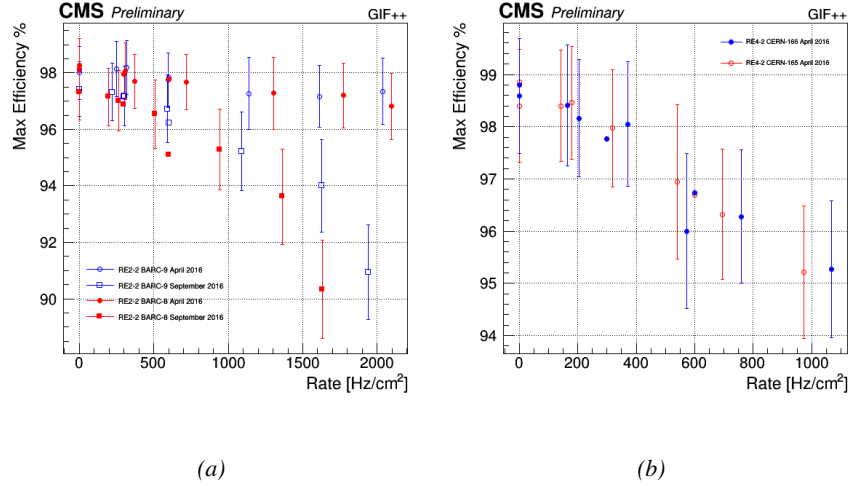 CMS Preliminary GIF++
Max Efficiency %
98
96
94
92
90
RE2-2 BARC-9 April 2016
RE2-2 BARC-9 September 2016
RE2-2 BARC-8 April 2016
RE2-2 BARC-8 September 2016
0 500 1000 1500 2000
Rate [Hz/cm²]
(a)
CMS Preliminary GIF++
Max Efficiency %
RE4-2 CERN-166 April 2016
RE4-2 CERN-165 April 2016
99
98
97
96
95
94
0 200 400 600 800 1000
Rate [Hz/cm²]
(b)